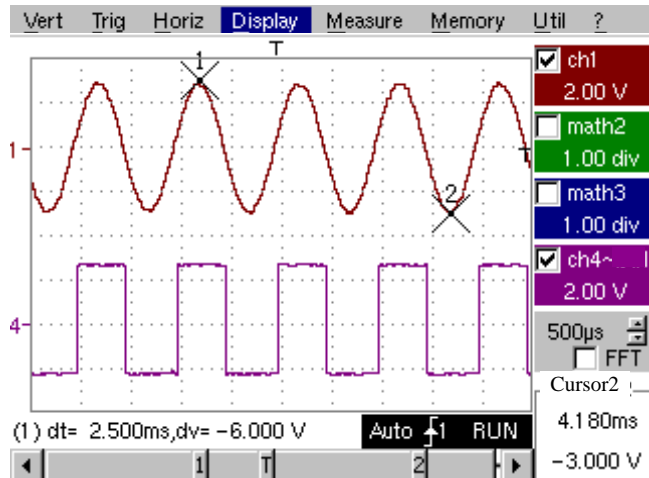 Vert Trig Horiz Display Measure Memory Util ?
T
1
2
1
T
4
ch1
2.00 V
math2
1.00 div
math3
1.00 div
ch4~
2.00 V
500µs
FFT
Cursor2
4.180ms
-3.000 V
(1) dt= 2.500ms,dv= -6.000 V
Auto 1 RUN
1 T 2